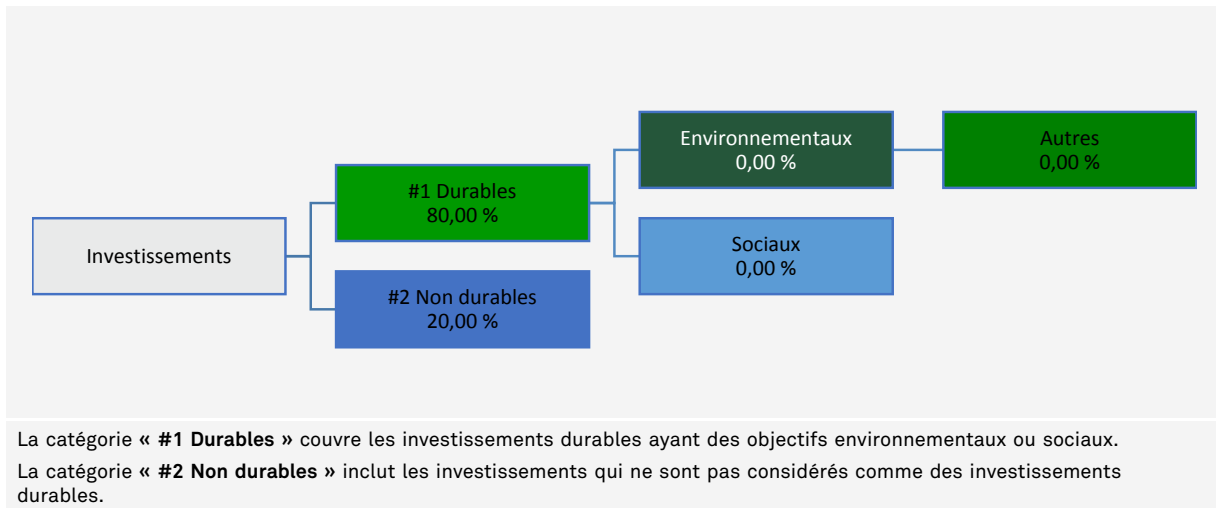 Environnementaux
0,00 %
Autres
0,00 %
#1 Durables
80,00 %
Investissements
Sociaux
0,00 %
#2 Non durables
20,00 %
La catégorie « #1 Durables » couvre les investissements durables ayant des objectifs environnementaux ou sociaux.
La catégorie « #2 Non durables » inclut les investissements qui ne sont pas considérés comme des investissements
durables.